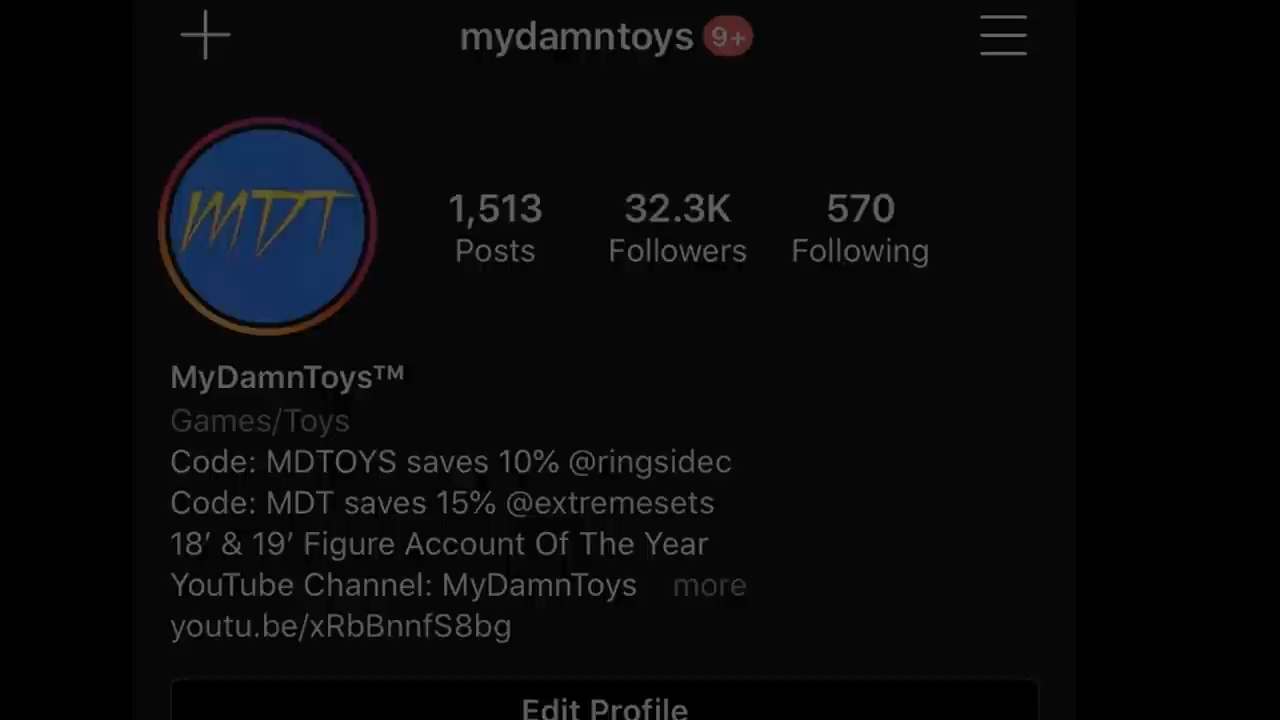 mydamntoys 9+
MDT
1,513 32.3K 570
Posts Followers Following
MyDamnToys™
Games/Toys
Code: MDTOYS saves 10% @ringsidec
Code: MDT saves 15% @extremesets
18’ & 19’ Figure Account Of The Year
YouTube Channel: MyDamnToys more
youtu.be/xRbBnnfS8bg
Edit Profile